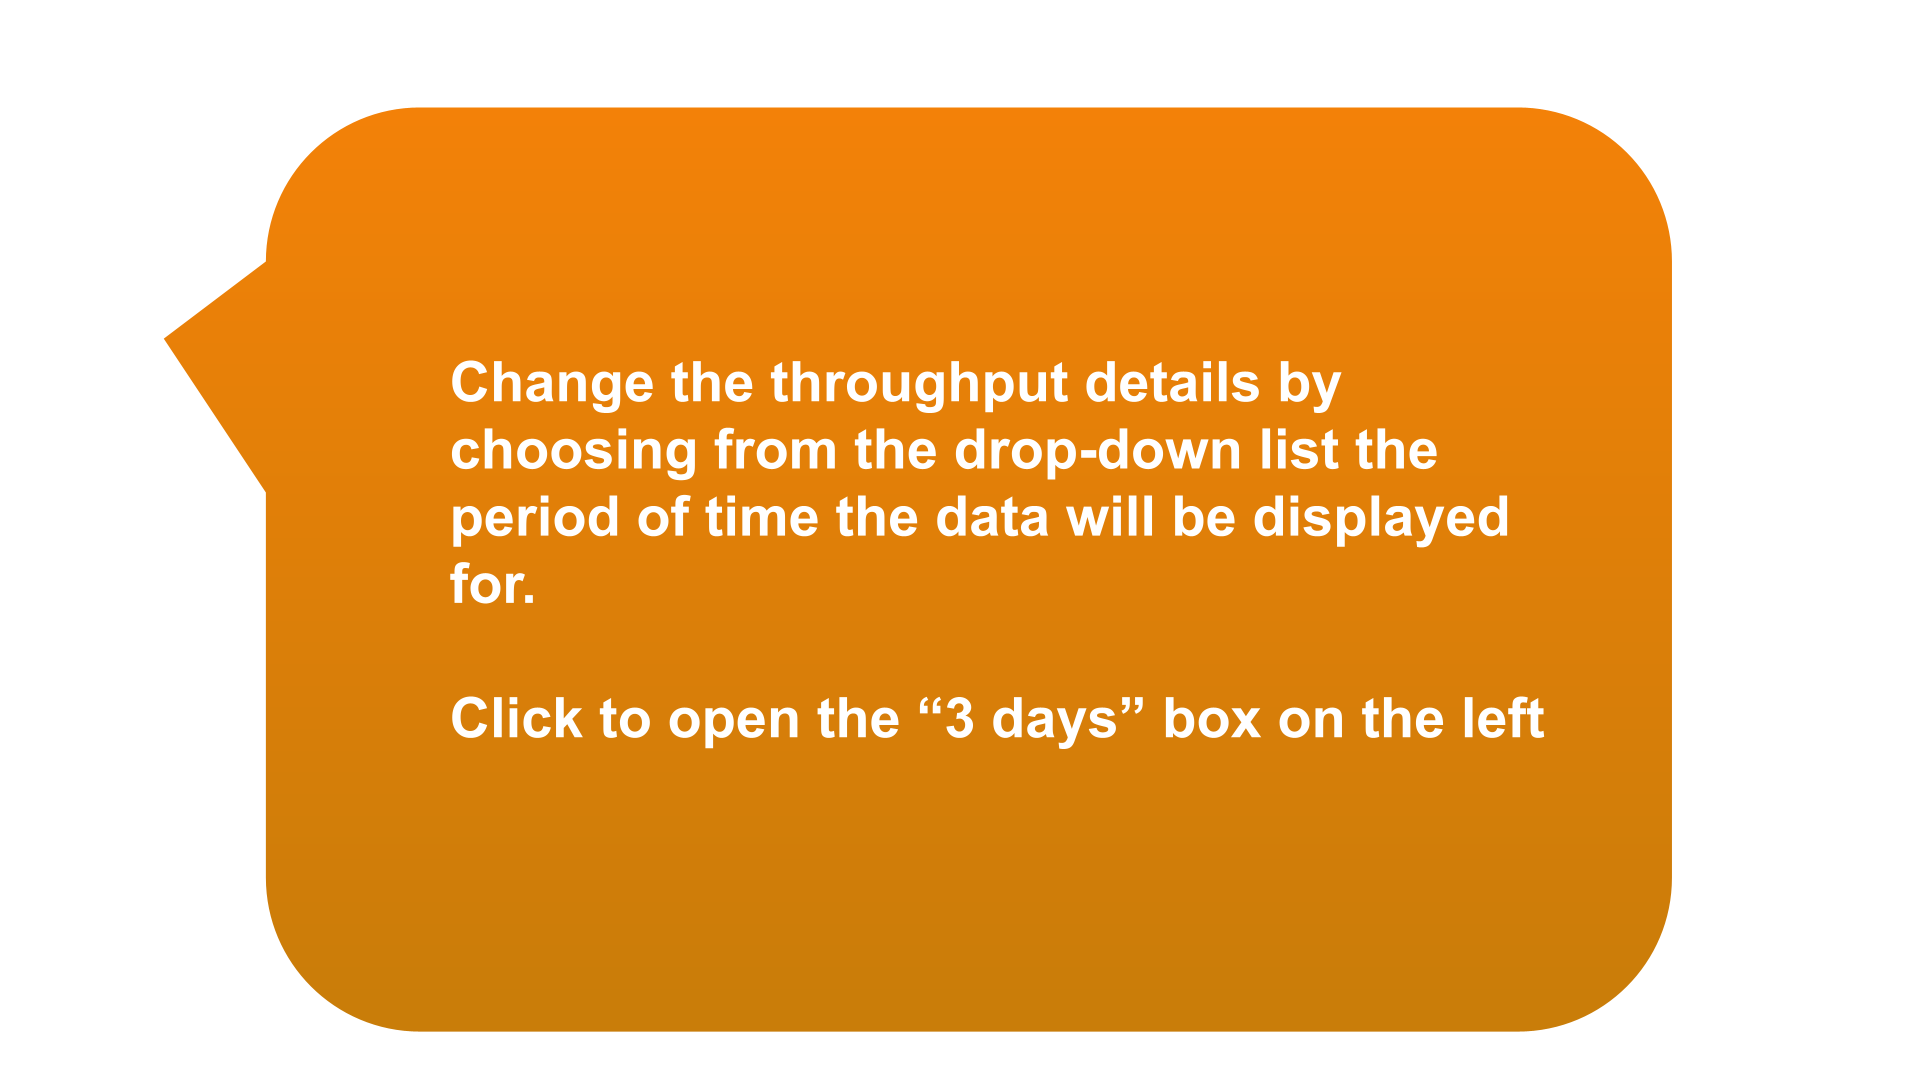 Change the throughput details by
choosing from the drop-down list the
period of time the data will be displayed
for.
Click to open the “3 days” box on the left